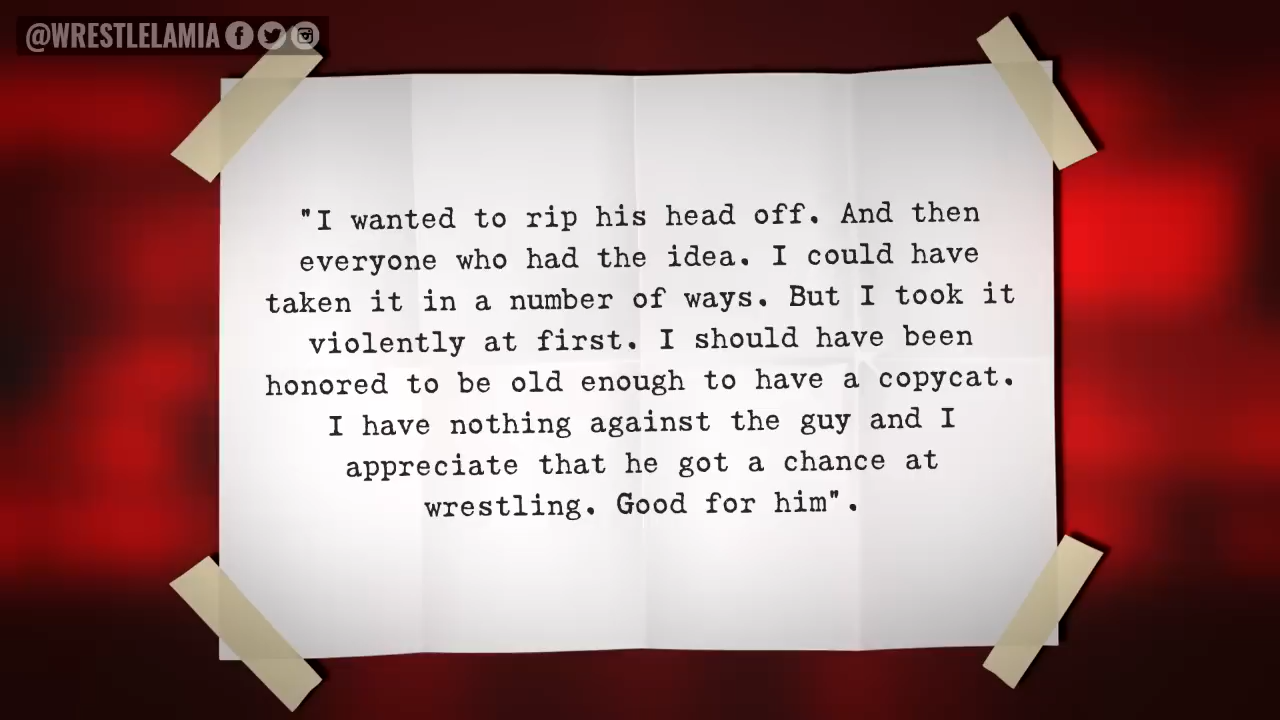 @WRESTLELAMIA
"I wanted to rip his head off. And then
everyone who had the idea. I could have
taken it in a number of ways. But I took it
violently at first. I should have been
honored to be old enough to have a copycat.
I have nothing against the guy and I
appreciate that he got a chance at
wrestling. Good for him".